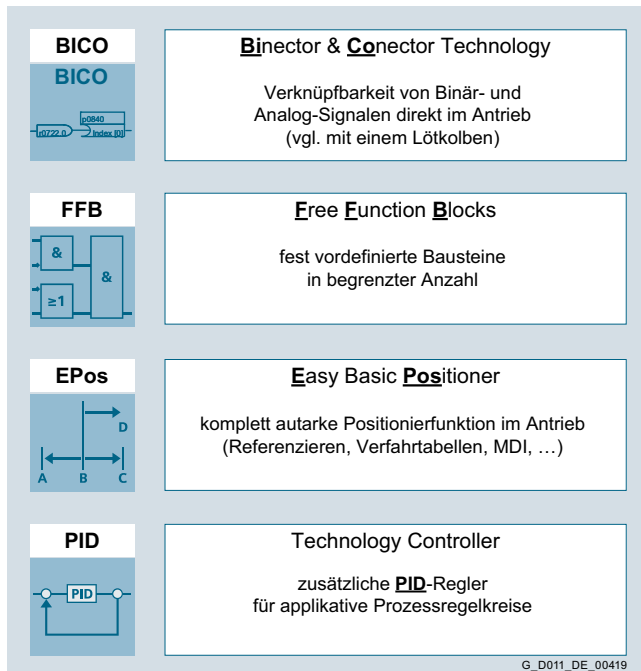 BICO
BICO
p0840
r0722.0
Index [0]
Binector & Conector Technology
Verknüpfbarkeit von Binär- und
Analog-Signalen direkt im Antrieb
(vgl. mit einem Lötkolben)
FFB
&
&
≥1
Free Function Blocks
fest vordefinierte Bausteine
in begrenzter Anzahl
EPos
D
A B C
Easy Basic Positioner
komplett autarke Positionierfunktion im Antrieb
(Referenzieren, Verfahrtabellen, MDI, …)
PID
PID
Technology Controller
zusätzliche PID-Regler
für applikative Prozessregelkreise
G_D011_DE_00419